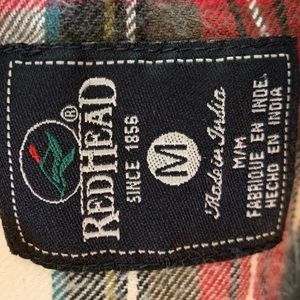 ®
REDHEAD
SINCE 1856
M
Made in India
M/M
FABRIQUE EN INDE.
HECHO EN INDIA